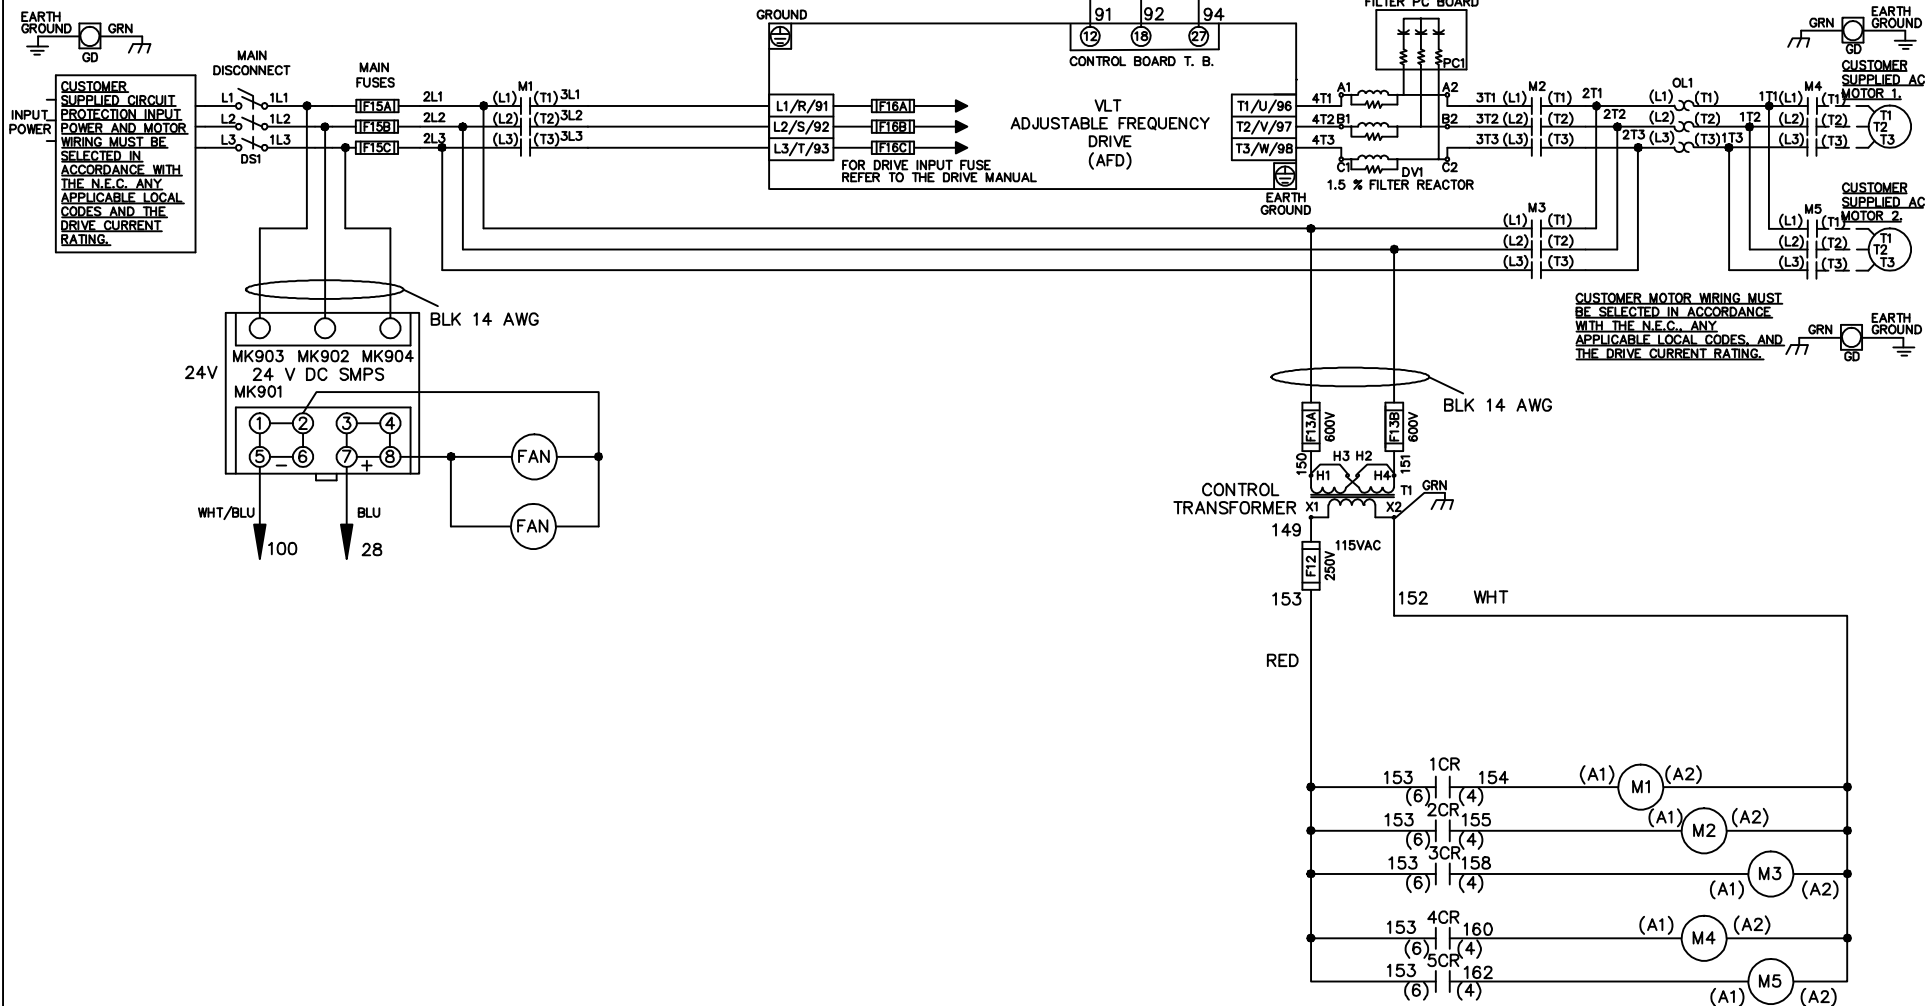 EARTH
GROUND
GRN
GD
CUSTOMER
SUPPLIED CIRCUIT
PROTECTION INPUT
POWER AND MOTOR
WIRING MUST BE
SELECTED IN
ACCORDANCE WITH
THE N.E.C. ANY
APPLICABLE LOCAL
CODES AND THE
DRIVE CURRENT
RATING.
INPUT
POWER
MAIN
DISCONNECT
L1 1L1
L2 1L2
L3 1L3
DS1
MAIN
FUSES
F15A
F15B
F15C
2L1
2L2
2L3
M1
(L1) (T1) 3L1
(L2) (T2) 3L2
(L3) (T3) 3L3
GROUND
L1/R/91
L2/S/92
L3/T/93
F16A
F16B
F16C
FOR DRIVE INPUT FUSE
REFER TO THE DRIVE MANUAL
91 92 94
12 18 27
CONTROL BOARD T. B.
VLT
ADJUSTABLE FREQUENCY
DRIVE
(AFD)
T1/U/96
T2/V/97
T3/W/98
EARTH
GROUND
FILTER PC BOARD
PC1
4T1 A1 A2
4T2 B1 B2
4T3 C1 C2
DV1
1.5 % FILTER REACTOR
M2
3T1 (L1) (T1) 2T1
3T2 (L2) (T2) 2T2
3T3 (L3) (T3) 2T3
OL1
(L1) (T1) 1T1
(L2) (T2) 1T2
(L3) (T3) 1T3
M4
(L1) (T1)
(L2) (T2)
(L3) (T3)
GRN
EARTH
GROUND
GD
CUSTOMER
SUPPLIED AC
MOTOR 1.
T1
T2
T3
M3
(L1) (T1)
(L2) (T2)
(L3) (T3)
CUSTOMER
SUPPLIED AC
MOTOR 2.
M5
(L1) (T1)
(L2) (T2)
(L3) (T3)
T1
T2
T3
CUSTOMER MOTOR WIRING MUST
BE SELECTED IN ACCORDANCE
WITH THE N.E.C., ANY
APPLICABLE LOCAL CODES, AND
THE DRIVE CURRENT RATING.
GRN
EARTH
GROUND
GD
BLK 14 AWG
MK903 MK902 MK904
24V
24 V DC SMPS
MK901
1 2 3 4
5 - 6 7 + 8
FAN
FAN
WHT/BLU
BLU
100
28
BLK 14 AWG
F13A
600V
F13B
600V
150
151
H3 H2
H1 H4
T1
CONTROL
TRANSFORMER
X1 X2
GRN
149
115VAC
F12
250V
153
152
WHT
RED
1CR
153 154
(6) (4)
(A1) M1 (A2)
2CR
153 155
(6) (4)
(A1) M2 (A2)
3CR
153 158
(6) (4)
(A1) M3 (A2)
4CR
153 160
(6) (4)
(A1) M4 (A2)
5CR
153 162
(6) (4)
(A1) M5 (A2)